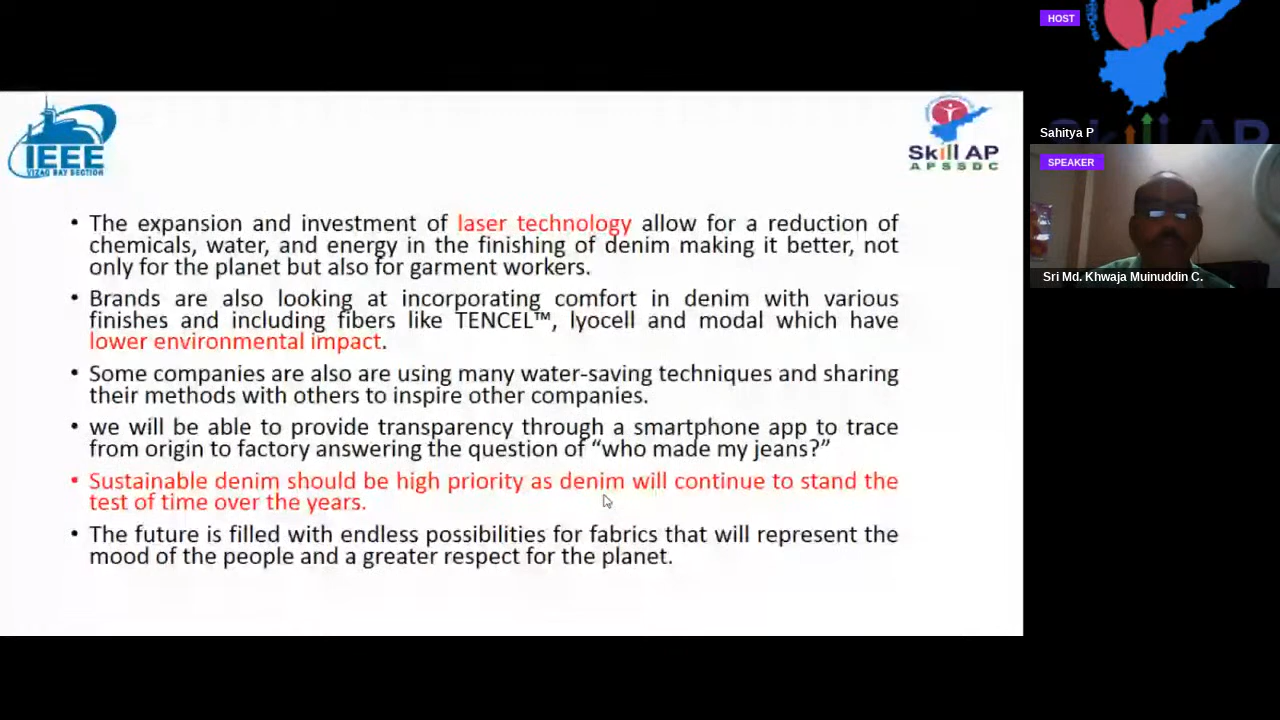 HOST
Sahitya P
SPEAKER
Sri Md. Khwaja Muinuddin C.
IEEE
VIZAG BAY SECTION
Skill AP
APSSDC
• The expansion and investment of laser technology allow for a reduction of
chemicals, water, and energy in the finishing of denim making it better, not
only for the planet but also for garment workers.
• Brands are also looking at incorporating comfort in denim with various
finishes and including fibers like TENCEL™, lyocell and modal which have
lower environmental impact.
• Some companies are also are using many water-saving techniques and sharing
their methods with others to inspire other companies.
• we will be able to provide transparency through a smartphone app to trace
from origin to factory answering the question of “who made my jeans?”
• Sustainable denim should be high priority as denim will continue to stand the
test of time over the years.
• The future is filled with endless possibilities for fabrics that will represent the
mood of the people and a greater respect for the planet.